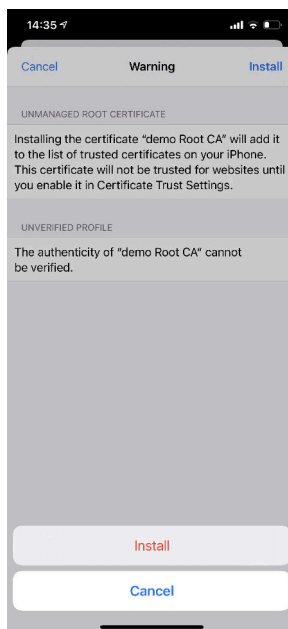 14:35
Cancel Warning Install
UNMANAGED ROOT CERTIFICATE
Installing the certificate “demo Root CA” will add it
to the list of trusted certificates on your iPhone.
This certificate will not be trusted for websites until
you enable it in Certificate Trust Settings.
UNVERIFIED PROFILE
The authenticity of “demo Root CA” cannot
be verified.
Install
Cancel